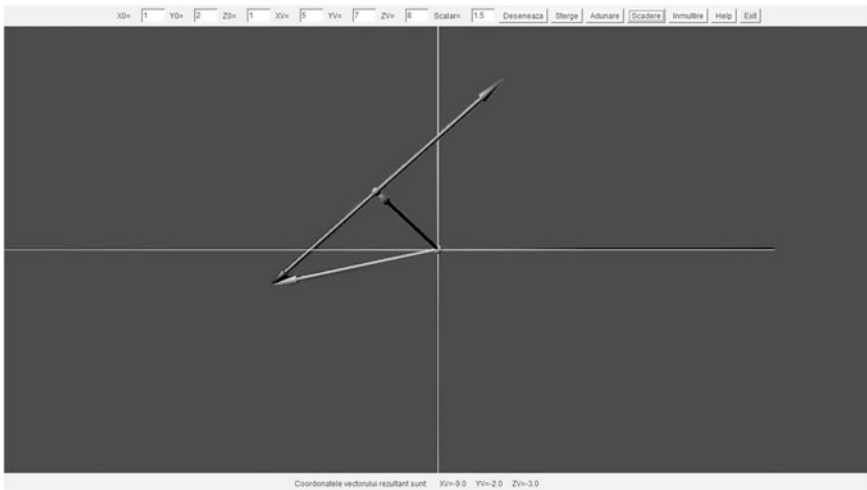 X0= 1 Y0= 2 Z0= 1 XV= 5 YV= 7 ZV= 8 Scalar= 1.5 Deseneaza Sterge Adunare Scadere Inmultire Help Exit
Coordonatele vectorului rezultant sunt XV=-9.0 YV=-2.0 ZV=-3.0